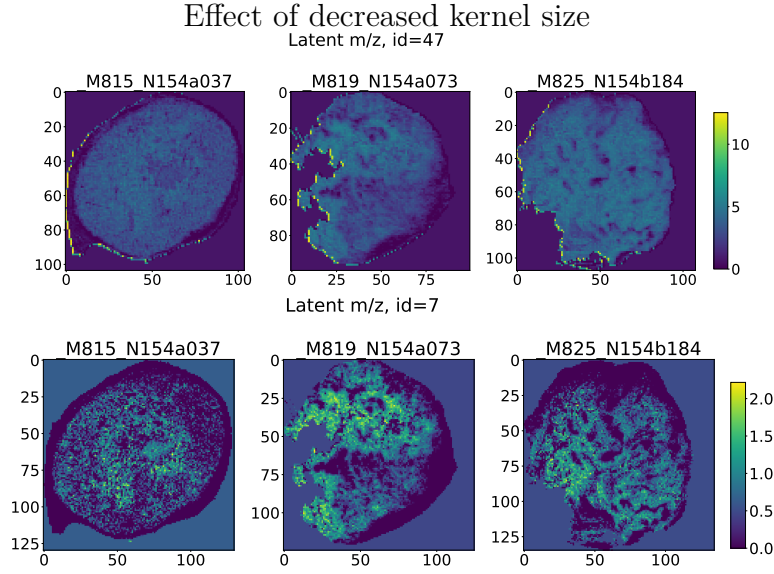 Effect of decreased kernel size
Latent m/z, id=47
_M815_N154a037 _M819_N154a073 _M825_N154b184
0 20 40 60 80 100
0 50 100
0 20 40 60 80
0 25 50 75
0 20 40 60 80 100
0 50 100
10 5 0
Latent m/z, id=7
_M815_N154a037 _M819_N154a073 _M825_N154b184
0 25 50 75 100 125
0 50 100
0 25 50 75 100
0 50 100
0 25 50 75 100 125
0 50 100
2.0 1.5 1.0 0.5 0.0